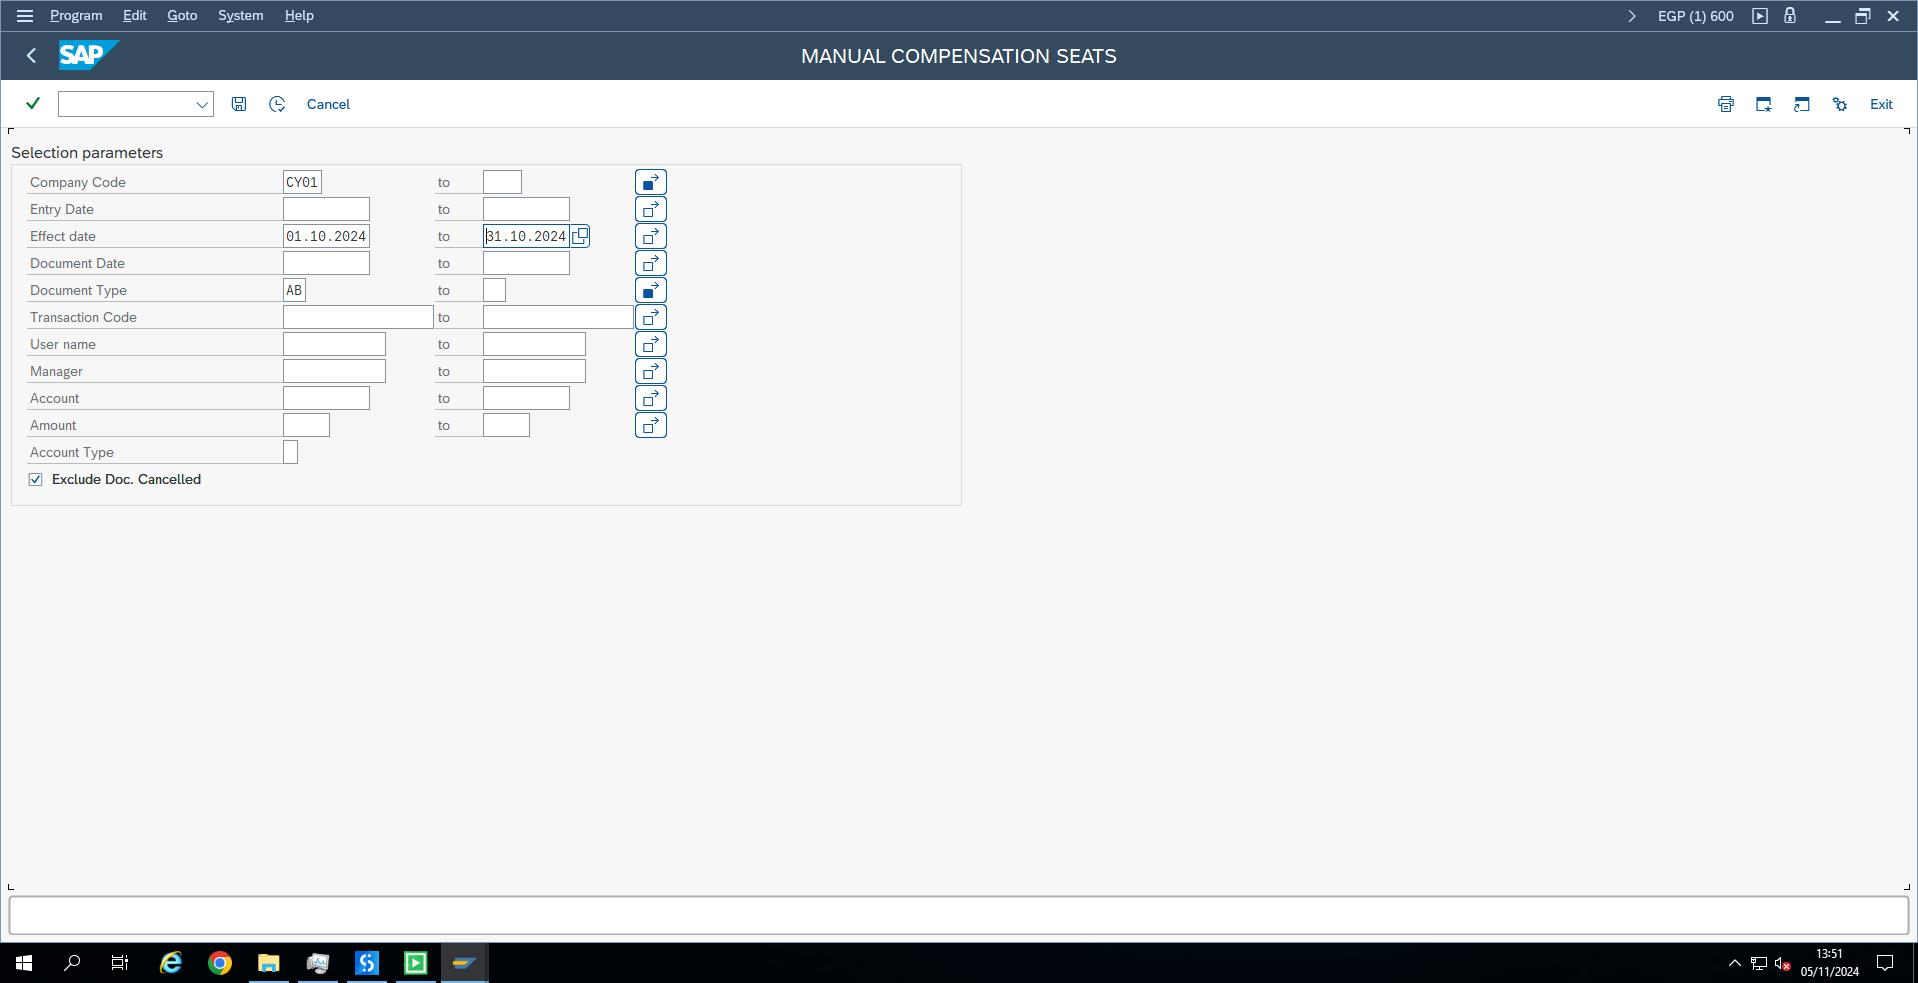 Program Edit Goto System Help EGP (1) 600
SAP MANUAL COMPENSATION SEATS
Cancel Exit
Selection parameters
Company Code CY01 to
Entry Date to
Effect date 01.10.2024 to 31.10.2024
Document Date to
Document Type AB to
Transaction Code to
User name to
Manager to
Account to
Amount to
Account Type
Exclude Doc. Cancelled
13:51
05/11/2024